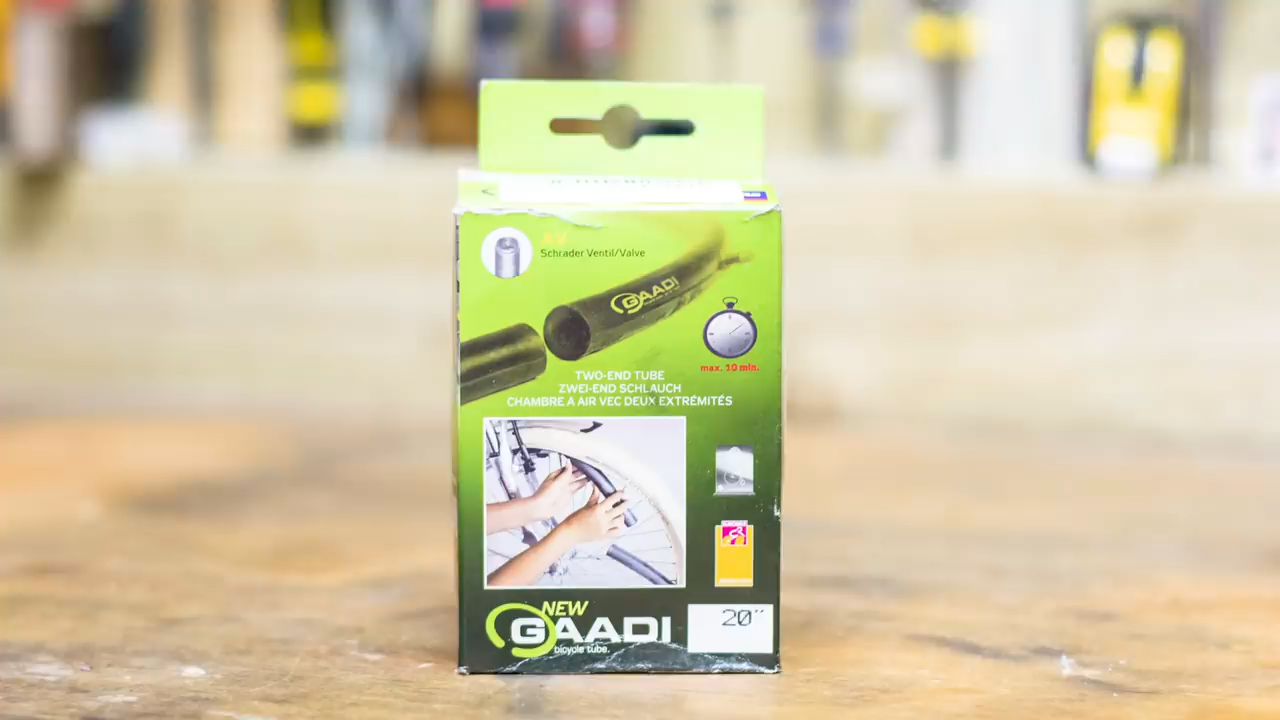 AV
Schrader Ventil/Valve
GAADI
max. 10 min.
TWO-END TUBE
ZWEI-END SCHLAUCH
CHAMBRE A AIR VEC DEUX EXTRÉMITÉS
NEW
GAADI
bicycle tube.
20"